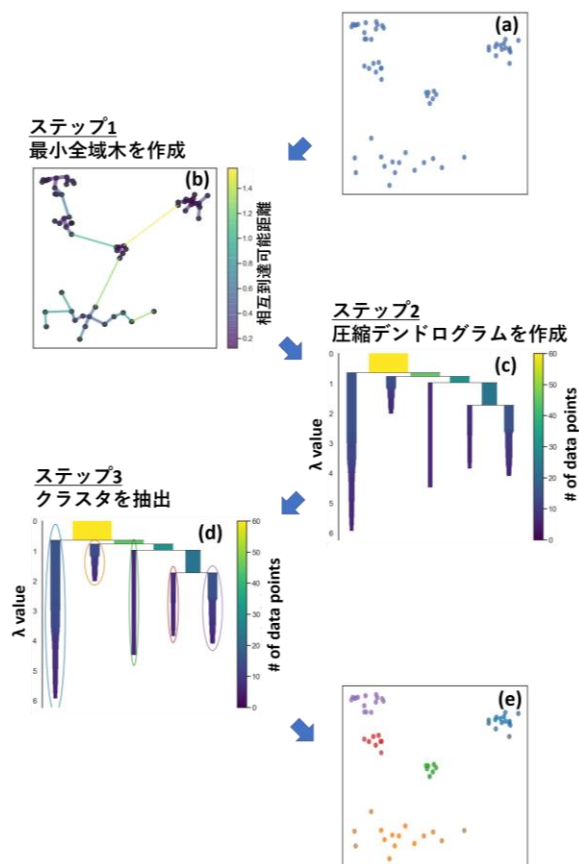 (a)
ステップ1
最小全域木を作成
(b)
1.4
1.2
1.0
0.8
0.6
0.4
0.2
相互到達可能距離
ステップ2
圧縮デンドログラムを作成
(c)
λ value
0
1
2
3
4
5
6
60
50
40
30
20
10
0
# of data points
ステップ3
クラスタを抽出
(d)
λ value
0
1
2
3
4
5
6
60
50
40
30
20
10
0
# of data points
(e)